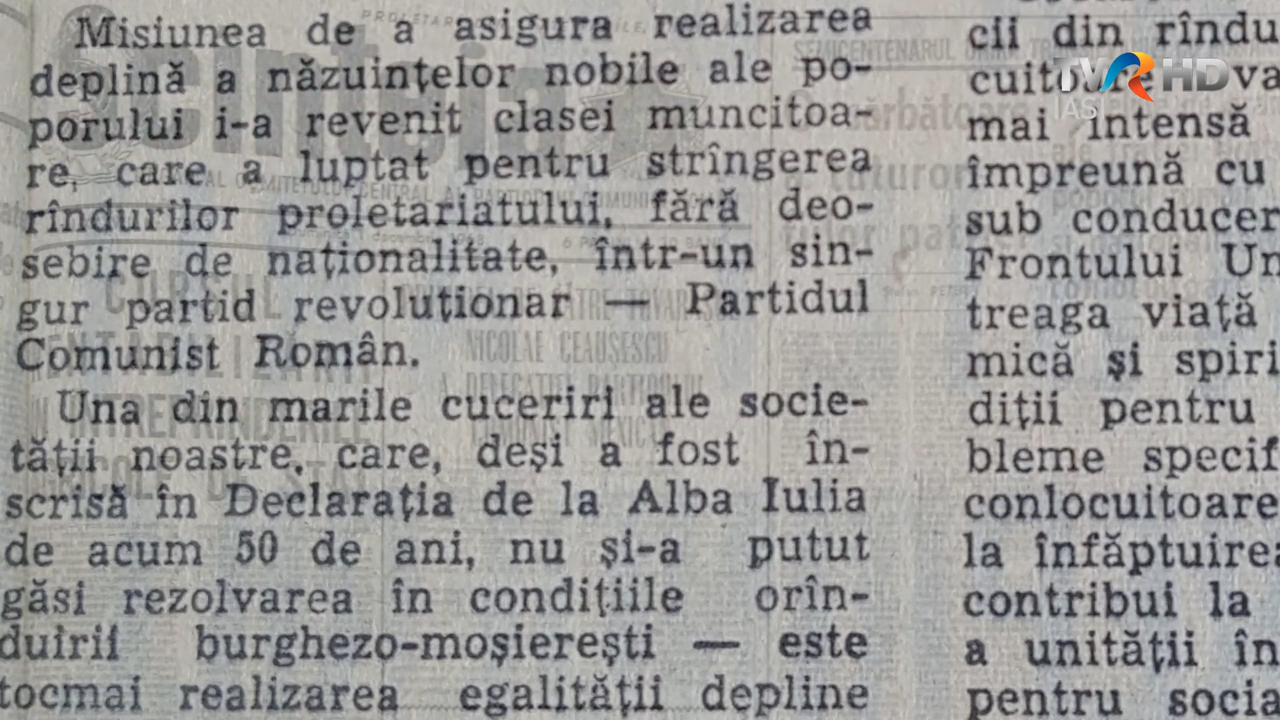 Misiunea de a asigura realizarea
deplină a năzuințelor nobile ale po-
porului i-a revenit clasei muncitoa-
re, care a luptat pentru strîngerea
rîndurilor proletariatului, fără deo-
sebire de naționalitate, într-un sin-
gur partid revoluționar — Partidul
Comunist Român.
Una din marile cuceriri ale socie-
tății noastre, care, deși a fost în-
scrisă în Declarația de la Alba Iulia
de acum 50 de ani, nu și-a putut
găsi rezolvarea în condițiile orîn-
duirii burghezo-moșierești — este
tocmai realizarea egalității depline
cii din rîndu
cuitoare
mai intensă
împreună cu
sub conducer
Frontului Un
treaga viață
mică și spiri
diții pentru
bleme specif
conlocuitoare
la înfăptuirea
contribui la
a unității în
pentru socia
TVR HD
IAȘI
Scînteia
NICOLAE CEAUȘESCU